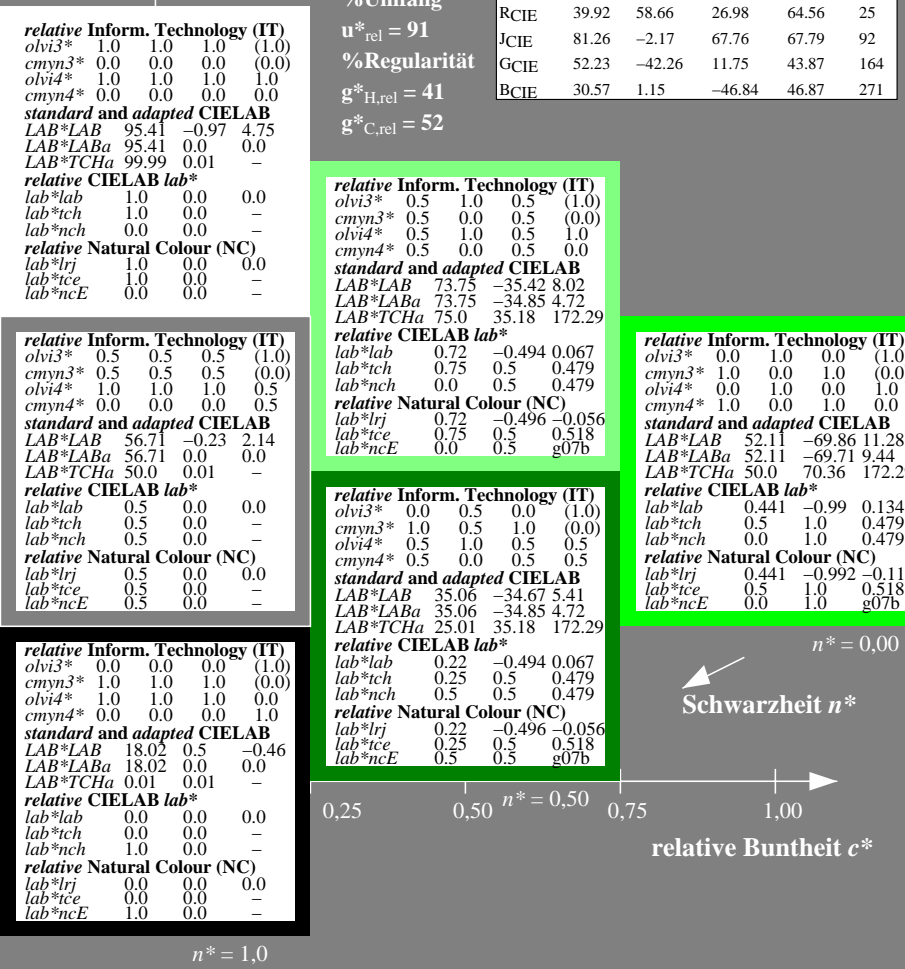 %Umfang
u*rel = 91
%Regularität
g*H,rel = 41
g*C,rel = 52
RCIE 39.92 58.66 26.98 64.56 25
JCIE 81.26 −2.17 67.76 67.79 92
GCIE 52.23 −42.26 11.75 43.87 164
BCIE 30.57 1.15 −46.84 46.87 271
relative Inform. Technology (IT)
olvi3* 1.0 1.0 1.0 (1.0)
cmyn3* 0.0 0.0 0.0 (0.0)
olvi4* 1.0 1.0 1.0 1.0
cmyn4* 0.0 0.0 0.0 0.0
standard and adapted CIELAB
LAB*LAB 95.41 −0.97 4.75
LAB*LABa 95.41 0.0 0.0
LAB*TCHa 99.99 0.01 –
relative CIELAB lab*
lab*lab 1.0 0.0 0.0
lab*tch 1.0 0.0 –
lab*nch 0.0 0.0 –
relative Natural Colour (NC)
lab*lrj 1.0 0.0 0.0
lab*tce 1.0 0.0 –
lab*ncE 0.0 0.0 –
relative Inform. Technology (IT)
olvi3* 0.5 1.0 0.5 (1.0)
cmyn3* 0.5 0.0 0.5 (0.0)
olvi4* 0.5 1.0 0.5 1.0
cmyn4* 0.5 0.0 0.5 0.0
standard and adapted CIELAB
LAB*LAB 73.75 −35.42 8.02
LAB*LABa 73.75 −34.85 4.72
LAB*TCHa 75.0 35.18 172.29
relative CIELAB lab*
lab*lab 0.72 −0.494 0.067
lab*tch 0.75 0.5 0.479
lab*nch 0.0 0.5 0.479
relative Natural Colour (NC)
lab*lrj 0.72 −0.496 −0.056
lab*tce 0.75 0.5 0.518
lab*ncE 0.0 0.5 g07b
relative Inform. Technology (IT)
olvi3* 0.5 0.5 0.5 (1.0)
cmyn3* 0.5 0.5 0.5 (0.0)
olvi4* 1.0 1.0 1.0 0.5
cmyn4* 0.0 0.0 0.0 0.5
standard and adapted CIELAB
LAB*LAB 56.71 −0.23 2.14
LAB*LABa 56.71 0.0 0.0
LAB*TCHa 50.0 0.01 –
relative CIELAB lab*
lab*lab 0.5 0.0 0.0
lab*tch 0.5 0.0 –
lab*nch 0.5 0.0 –
relative Natural Colour (NC)
lab*lrj 0.5 0.0 0.0
lab*tce 0.5 0.0 –
lab*ncE 0.5 0.0 –
relative Inform. Technology (IT)
olvi3* 0.0 1.0 0.0 (1.0
cmyn3* 1.0 0.0 1.0 (0.0
olvi4* 0.0 1.0 0.0 1.0
cmyn4* 1.0 0.0 1.0 0.0
standard and adapted CIELAB
LAB*LAB 52.11 −69.86 11.28
LAB*LABa 52.11 −69.71 9.44
LAB*TCHa 50.0 70.36 172.2
relative CIELAB lab*
lab*lab 0.441 −0.99 0.134
lab*tch 0.5 1.0 0.479
lab*nch 0.0 1.0 0.479
relative Natural Colour (NC)
lab*lrj 0.441 −0.992 −0.11
lab*tce 0.5 1.0 0.518
lab*ncE 0.0 1.0 g07b
relative Inform. Technology (IT)
olvi3* 0.0 0.5 0.0 (1.0)
cmyn3* 1.0 0.5 1.0 (0.0)
olvi4* 0.5 1.0 0.5 0.5
cmyn4* 0.5 0.0 0.5 0.5
standard and adapted CIELAB
LAB*LAB 35.06 −34.67 5.41
LAB*LABa 35.06 −34.85 4.72
LAB*TCHa 25.01 35.18 172.29
relative CIELAB lab*
lab*lab 0.22 −0.494 0.067
lab*tch 0.25 0.5 0.479
lab*nch 0.5 0.5 0.479
relative Natural Colour (NC)
lab*lrj 0.22 −0.496 −0.056
lab*tce 0.25 0.5 0.518
lab*ncE 0.5 0.5 g07b
relative Inform. Technology (IT)
olvi3* 0.0 0.0 0.0 (1.0)
cmyn3* 1.0 1.0 1.0 (0.0)
olvi4* 1.0 1.0 1.0 0.0
cmyn4* 0.0 0.0 0.0 1.0
standard and adapted CIELAB
LAB*LAB 18.02 0.5 −0.46
LAB*LABa 18.02 0.0 0.0
LAB*TCHa 0.01 0.01 –
relative CIELAB lab*
lab*lab 0.0 0.0 0.0
lab*tch 0.0 0.0 –
lab*nch 1.0 0.0 –
relative Natural Colour (NC)
lab*lrj 0.0 0.0 0.0
lab*tce 0.0 0.0 –
lab*ncE 1.0 0.0 –
n* = 0,00
Schwarzheit n*
0,25 0,50 n* = 0,50 0,75 1,00
relative Buntheit c*
n* = 1,0